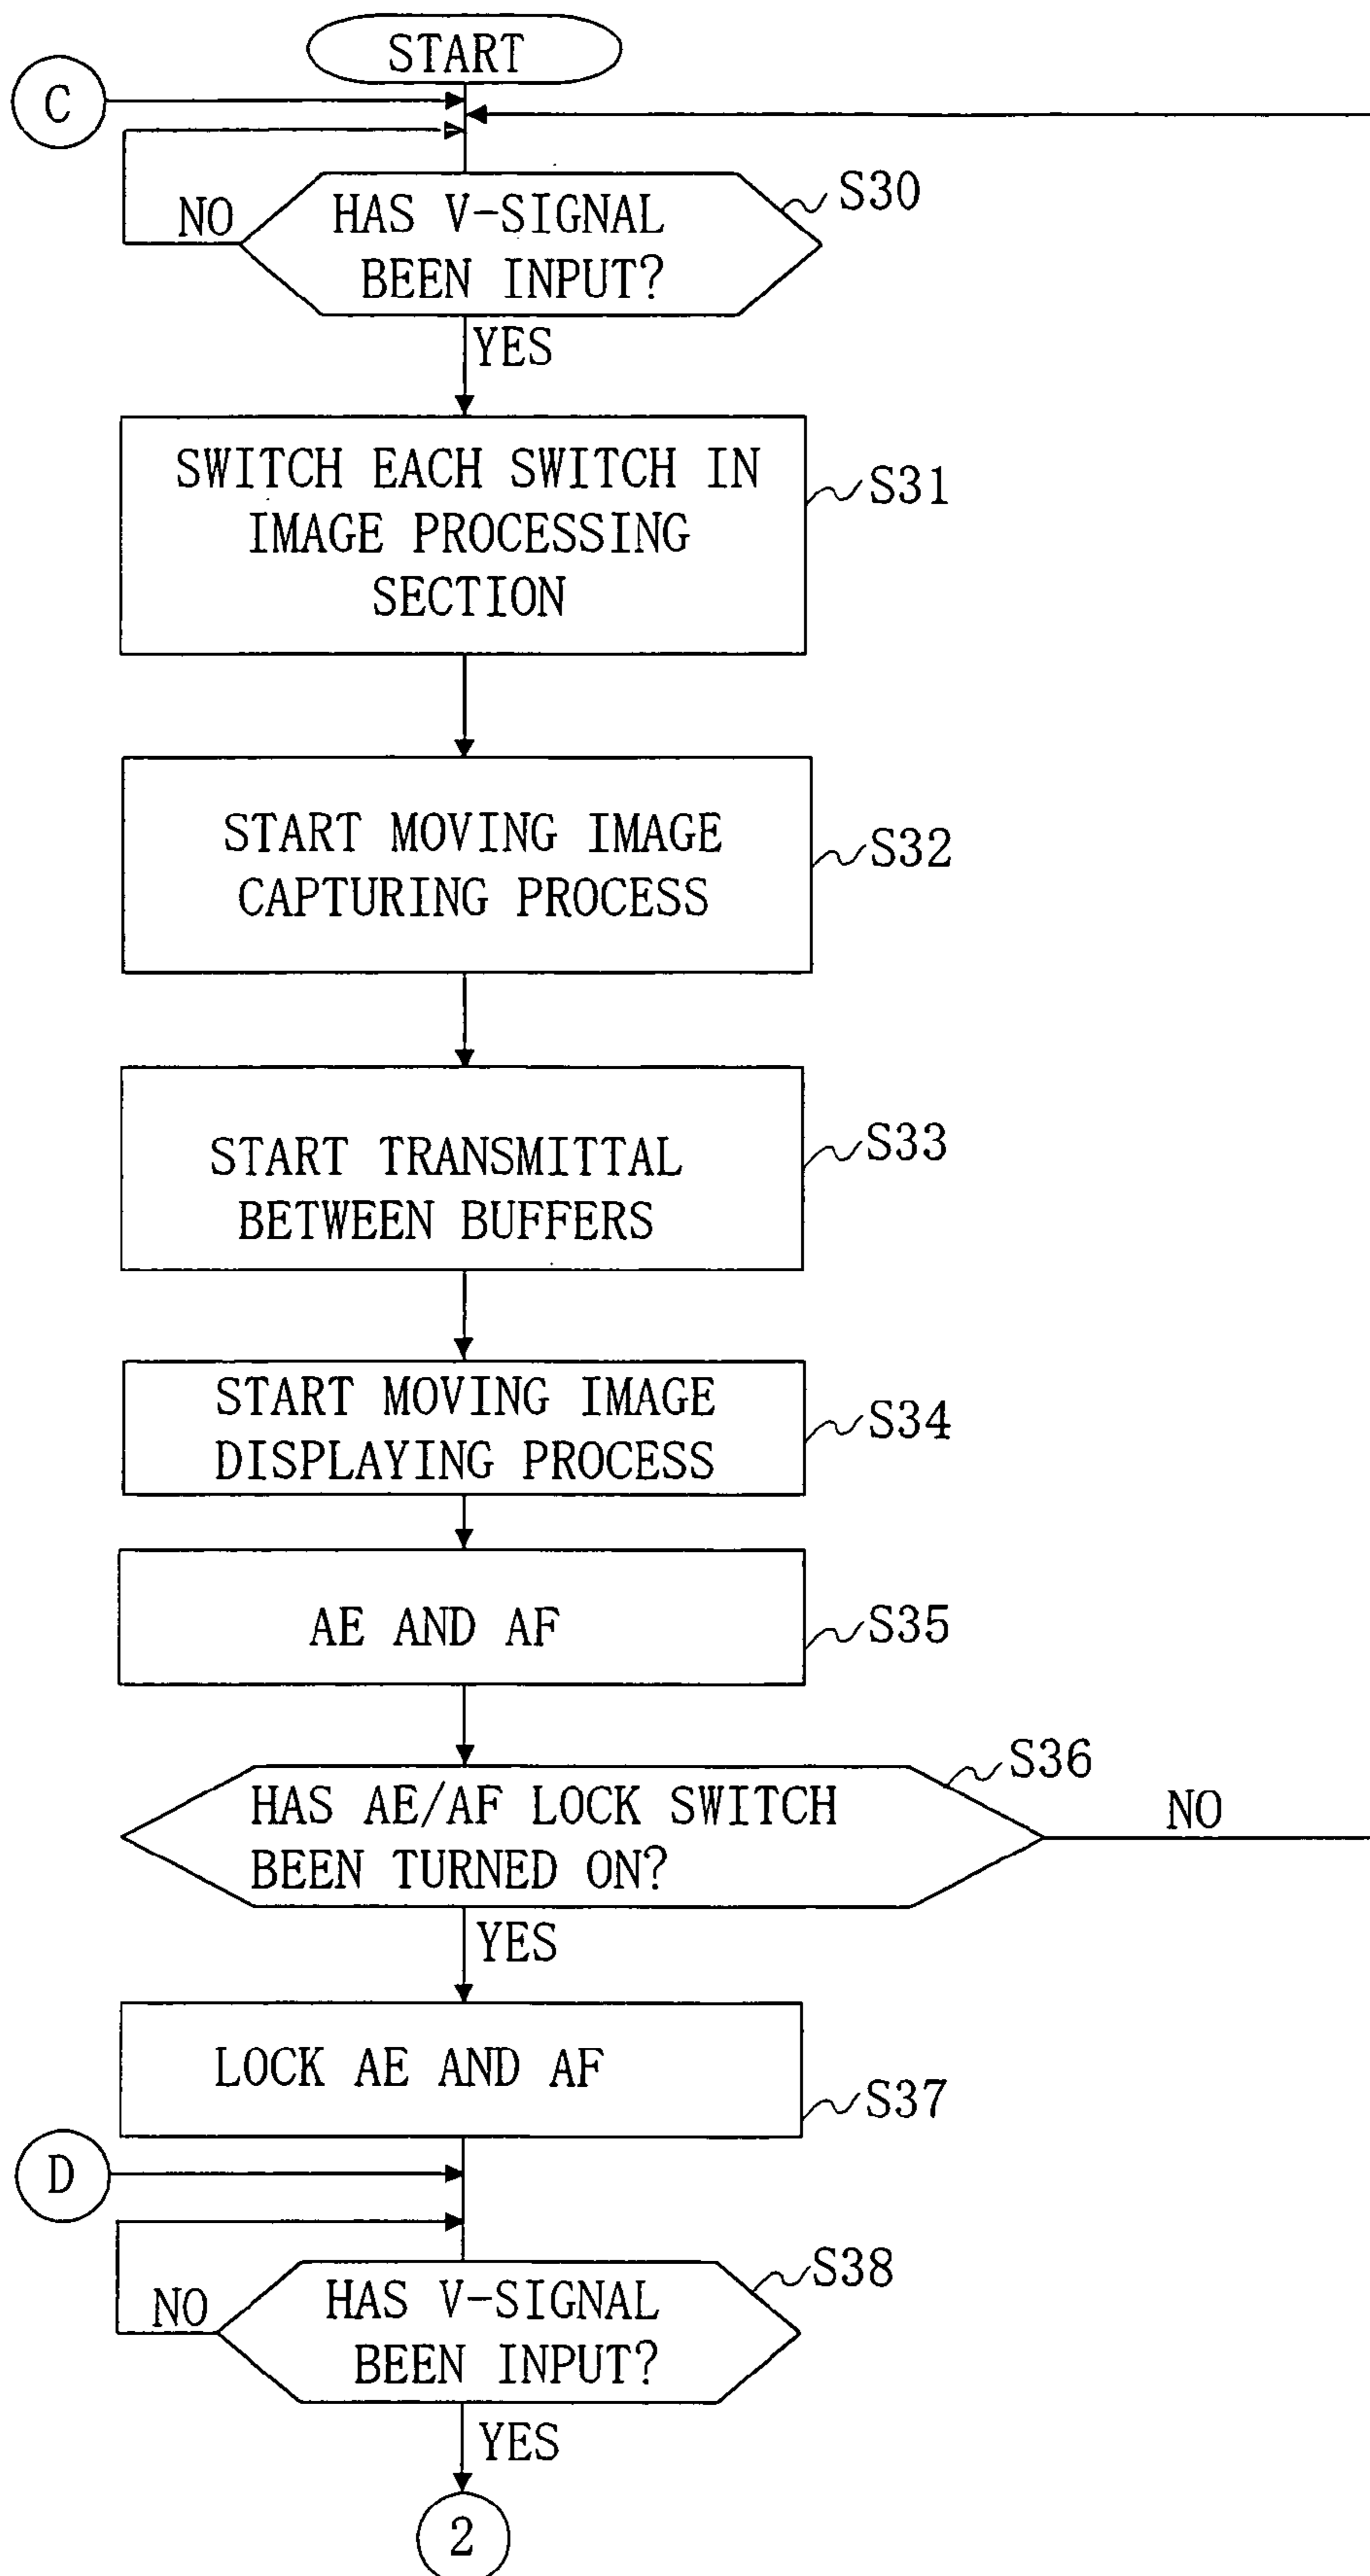 START
C
HAS V-SIGNAL
BEEN INPUT?
S30
NO
YES
SWITCH EACH SWITCH IN
IMAGE PROCESSING
SECTION
S31
START MOVING IMAGE
CAPTURING PROCESS
S32
START TRANSMITTAL
BETWEEN BUFFERS
S33
START MOVING IMAGE
DISPLAYING PROCESS
S34
AE AND AF
S35
HAS AE/AF LOCK SWITCH
BEEN TURNED ON?
S36
NO
YES
LOCK AE AND AF
S37
D
HAS V-SIGNAL
BEEN INPUT?
S38
NO
YES
2